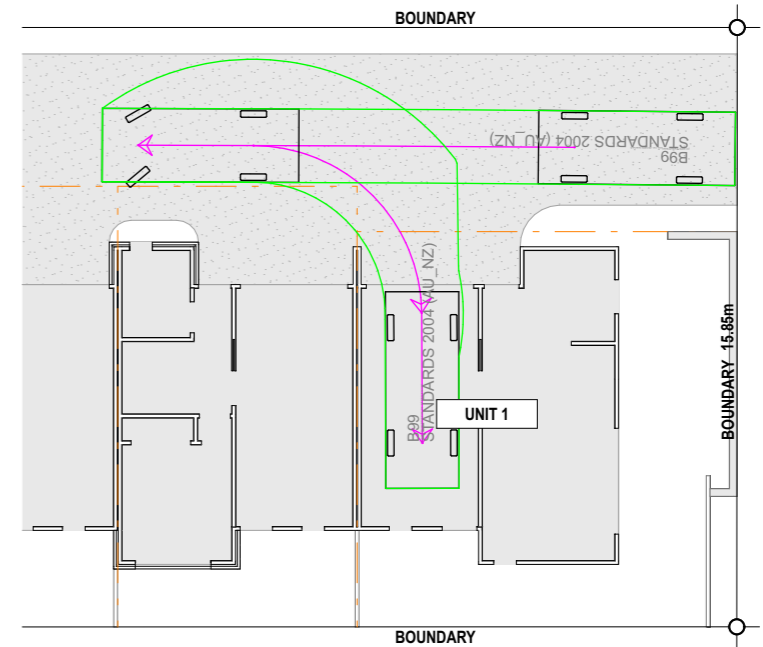 BOUNDARY
B99
STANDARDS 2004 (AU_NZ)
B99
STANDARDS 2004 (AU_NZ)
UNIT 1
BOUNDARY 15.85m
BOUNDARY